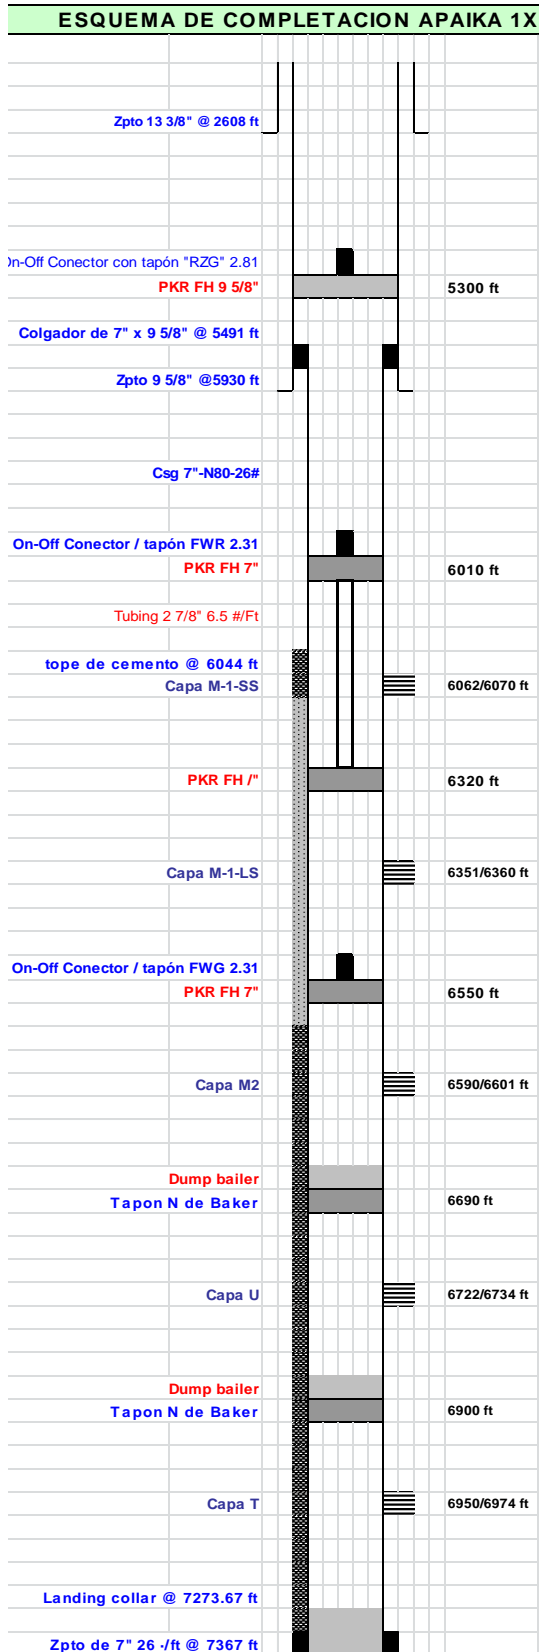 ESQUEMA DE COMPLETACION APAIKA 1X
Zpto 13 3/8" @ 2608 ft
On-Off Conector con tapón "RZG" 2.81
PKR FH 9 5/8" 5300 ft
Colgador de 7" x 9 5/8" @ 5491 ft
Zpto 9 5/8" @5930 ft
Csg 7"-N80-26#
On-Off Conector / tapón FWR 2.31
PKR FH 7" 6010 ft
Tubing 2 7/8" 6.5 #/Ft
tope de cemento @ 6044 ft
Capa M-1-SS 6062/6070 ft
PKR FH /" 6320 ft
Capa M-1-LS 6351/6360 ft
On-Off Conector / tapón FWG 2.31
PKR FH 7" 6550 ft
Capa M2 6590/6601 ft
Dump bailer
Tapon N de Baker 6690 ft
Capa U 6722/6734 ft
Dump bailer
Tapon N de Baker 6900 ft
Capa T 6950/6974 ft
Landing collar @ 7273.67 ft
Zpto de 7" 26 -/ft @ 7367 ft